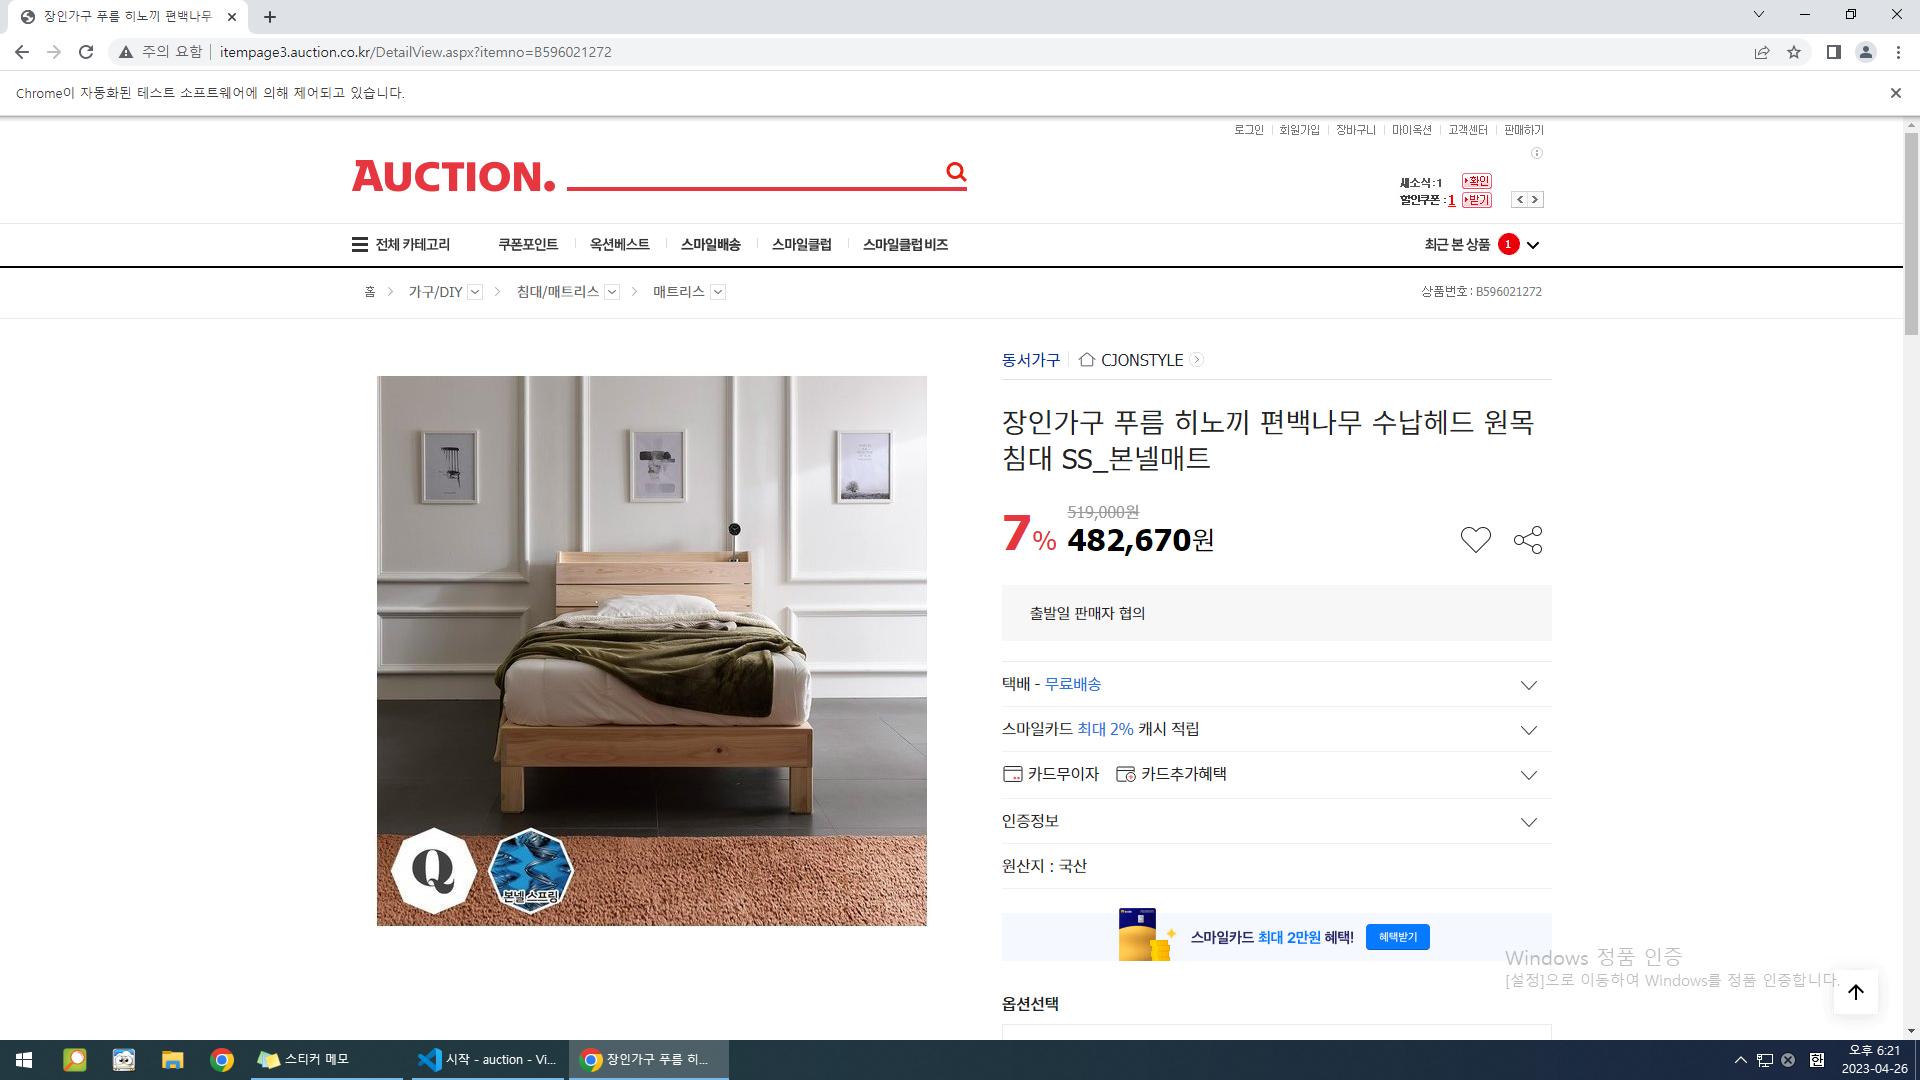 장인가구 푸름 히노끼 편백나무
주의 요함
itempage3.auction.co.kr/DetailView.aspx?itemno=B596021272
Chrome이 자동화된 테스트 소프트웨어에 의해 제어되고 있습니다.
로그인 회원가입 장바구니 마이옥션 고객센터 판매하기
AUCTION.
새소식 : 1 확인
할인쿠폰 : 1 받기
전체 카테고리 쿠폰포인트 옥션베스트 스마일배송 스마일클럽 스마일클럽 비즈
최근 본 상품 1
홈 가구/DIY 침대/매트리스 매트리스
상품번호 : B596021272
동서가구 CJONSTYLE
장인가구 푸름 히노끼 편백나무 수납헤드 원목
침대 SS_본넬매트
519,000원
7% 482,670원
출발일 판매자 협의
택배 - 무료배송
스마일카드 최대 2% 캐시 적립
카드무이자 카드추가혜택
인증정보
원산지 : 국산
Q
본넬스프링
스마일카드 최대 2만원 혜택! 혜택받기
Windows 정품 인증
[설정]으로 이동하여 Windows를 정품 인증합니다.
옵션선택
스티커 메모
시작 - auction - Vi...
장인가구 푸름 히...
한
오후 6:21
2023-04-26